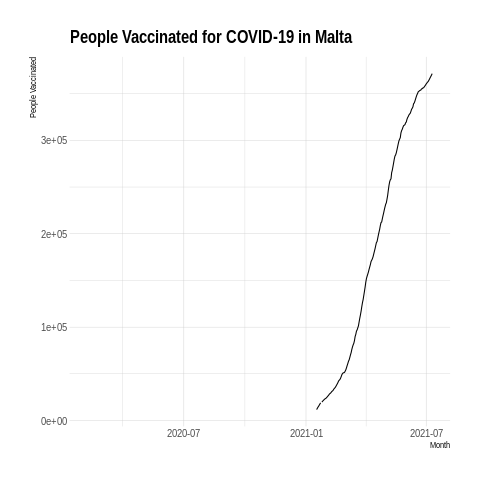 People Vaccinated for COVID-19 in Malta
People Vaccinated
3e+05
2e+05
1e+05
0e+00
2020-07
2021-01
2021-07
Month